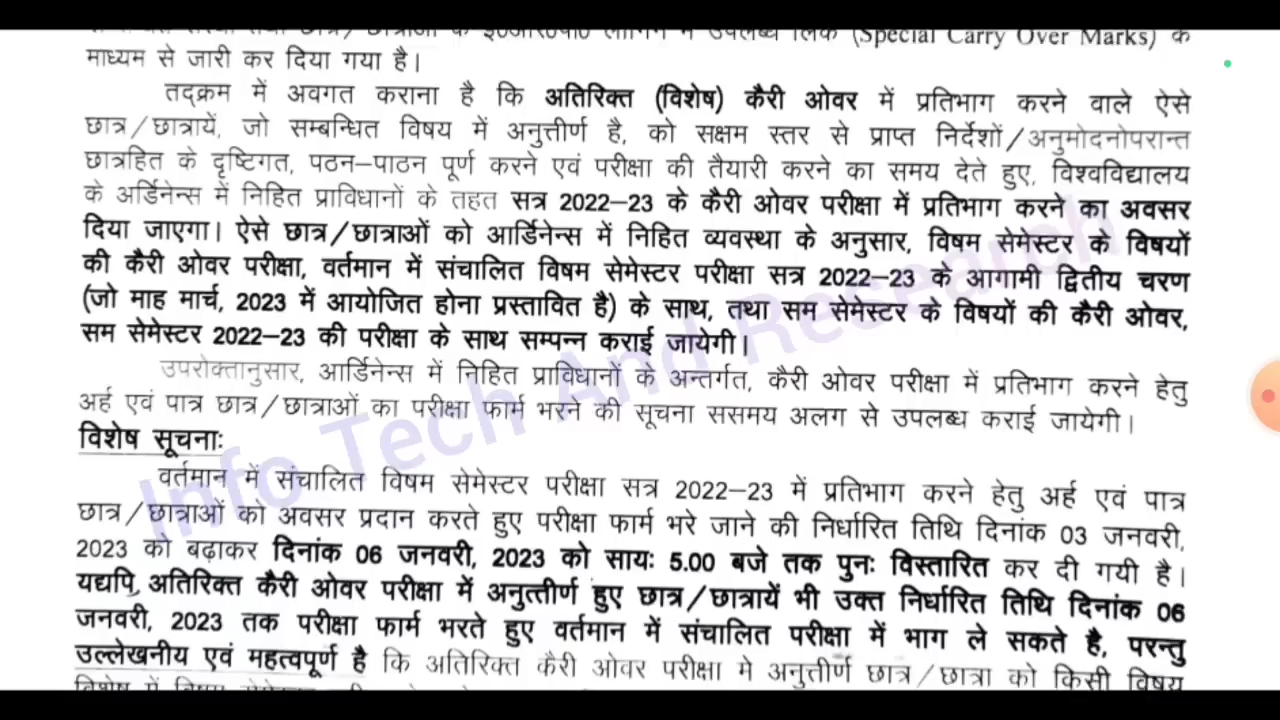 उपलब्ध लिंक (Special Carry Over Marks) के
माध्यम से जारी कर दिया गया है।
तद्क्रम में अवगत कराना है कि अतिरिक्त (विशेष) कैरी ओवर में प्रतिभाग करने वाले ऐसे
छात्र/छात्रायें, जो सम्बन्धित विषय में अनुत्तीर्ण है, को सक्षम स्तर से प्राप्त निर्देशों/अनुमोदनोपरान्त
छात्रहित के दृष्टिगत, पठन-पाठन पूर्ण करने एवं परीक्षा की तैयारी करने का समय देते हुए, विश्वविद्यालय
के अर्डिनेन्स में निहित प्राविधानों के तहत सत्र 2022-23 के कैरी ओवर परीक्षा में प्रतिभाग करने का अवसर
दिया जाएगा। ऐसे छात्र/छात्राओं को आर्डिनेन्स में निहित व्यवस्था के अनुसार, विषम सेमेस्टर के विषयों
की कैरी ओवर परीक्षा, वर्तमान में संचालित विषम सेमेस्टर परीक्षा सत्र 2022-23 के आगामी द्वितीय चरण
(जो माह मार्च, 2023 में आयोजित होना प्रस्तावित है) के साथ, तथा सम सेमेस्टर के विषयों की कैरी ओवर,
सम सेमेस्टर 2022-23 की परीक्षा के साथ सम्पन्न कराई जायेगी।
उपरोक्तानुसार, आर्डिनेन्स में निहित प्राविधानों के अन्तर्गत, कैरी ओवर परीक्षा में प्रतिभाग करने हेतु
अर्ह एवं पात्र छात्र/छात्राओं का परीक्षा फार्म भरने की सूचना ससमय अलग से उपलब्ध कराई जायेगी।
विशेष सूचनाः
वर्तमान में संचालित विषम सेमेस्टर परीक्षा सत्र 2022-23 में प्रतिभाग करने हेतु अर्ह एवं पात्र
छात्र/छात्राओं को अवसर प्रदान करते हुए परीक्षा फार्म भरे जाने की निर्धारित तिथि दिनांक 03 जनवरी,
2023 को बढ़ाकर दिनांक 06 जनवरी, 2023 को सायः 5.00 बजे तक पुनः विस्तारित कर दी गयी है।
यद्यपि अतिरिक्त कैरी ओवर परीक्षा में अनुत्तीर्ण हुए छात्र/छात्रायें भी उक्त निर्धारित तिथि दिनांक 06
जनवरी, 2023 तक परीक्षा फार्म भरते हुए वर्तमान में संचालित परीक्षा में भाग ले सकते है, परन्तु
उल्लेखनीय एवं महत्वपूर्ण है कि अतिरिक्त कैरी ओवर परीक्षा मे अनुत्तीर्ण छात्र/छात्रा को किसी विषय
Info Tech And Research